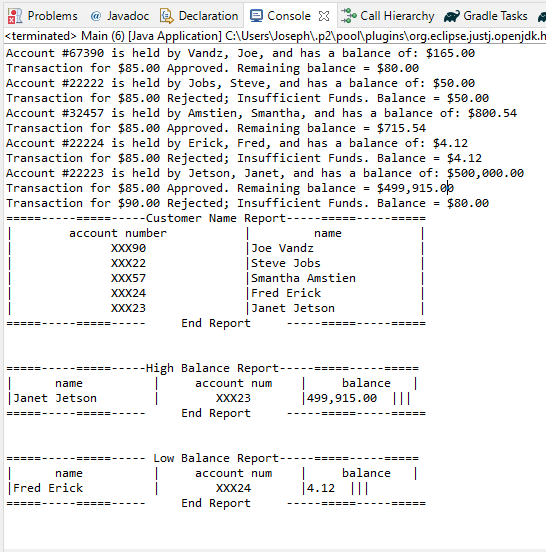 Problems @ Javadoc Declaration Console Call Hierarchy Gradle Tasks
<terminated> Main (6) [Java Application] C:\Users\Joseph\.p2\pool\plugins\org.eclipse.justj.openjdk.h
Account #67390 is held by Vandz, Joe, and has a balance of: $165.00
Transaction for $85.00 Approved. Remaining balance = $80.00
Account #22222 is held by Jobs, Steve, and has a balance of: $50.00
Transaction for $85.00 Rejected; Insufficient Funds. Balance = $50.00
Account #32457 is held by Amstien, Smantha, and has a balance of: $800.54
Transaction for $85.00 Approved. Remaining balance = $715.54
Account #22224 is held by Erick, Fred, and has a balance of: $4.12
Transaction for $85.00 Rejected; Insufficient Funds. Balance = $4.12
Account #22223 is held by Jetson, Janet, and has a balance of: $500,000.00
Transaction for $85.00 Approved. Remaining balance = $499,915.00
Transaction for $90.00 Rejected; Insufficient Funds. Balance = $80.00
=====-----=====-----Customer Name Report-----=====-----=====
| account number | name |
| XXX90 |Joe Vandz |
| XXX22 |Steve Jobs |
| XXX57 |Smantha Amstien |
| XXX24 |Fred Erick |
| XXX23 |Janet Jetson |
=====-----=====----- End Report -----=====-----=====
=====-----=====-----High Balance Report-----=====-----=====
| name | account num | balance |
|Janet Jetson | XXX23 |499,915.00 |||
=====-----=====----- End Report -----=====-----=====
=====-----=====----- Low Balance Report-----=====-----=====
| name | account num | balance |
|Fred Erick | XXX24 |4.12 |||
=====-----=====----- End Report -----=====-----=====